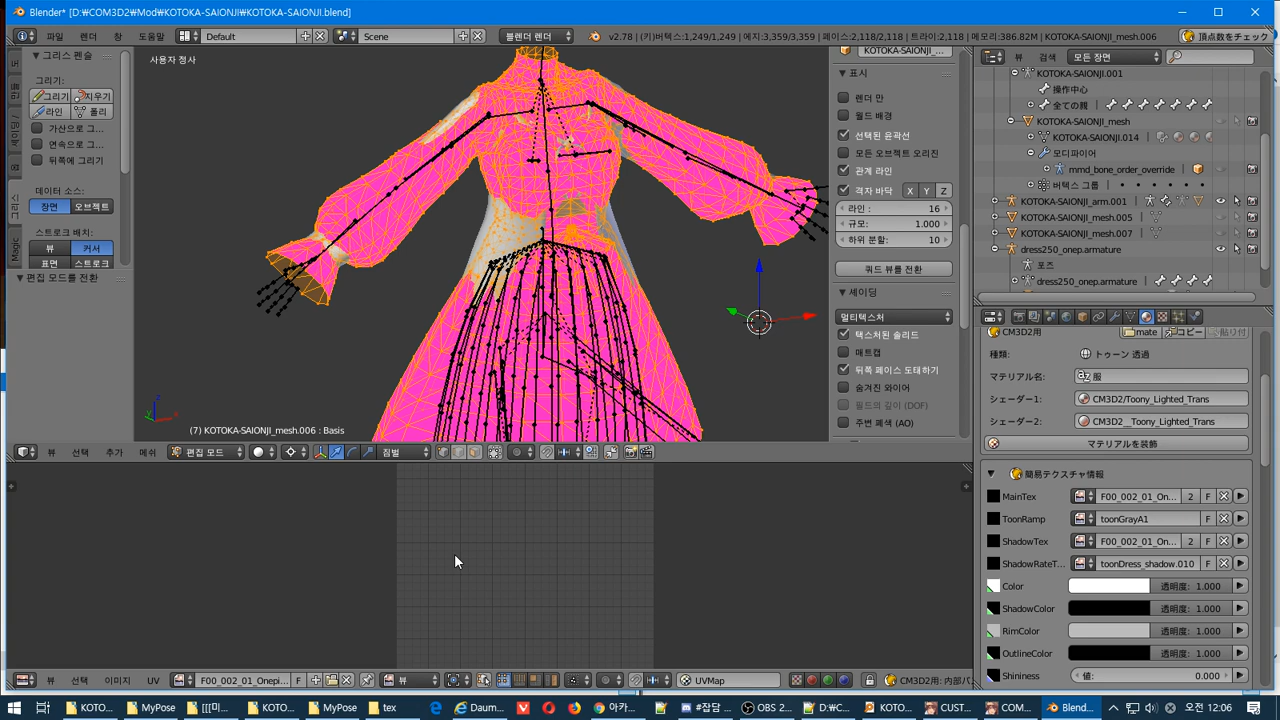 Blender* [D:₩COM3D2₩Mod₩KOTOKA-SAIONJI₩KOTOKA-SAIONJI.blend]
파일 렌더 창 도움말 Default Scene 블렌더 렌더 v2.78 | (키)버텍스:1,249/1,249 | 에지:3,359/3,359 | 페이스:2,118/2,118 | 트라이:2,118 | 메모리:386.82M | KOTOKA-SAIONJI_mesh.006 頂点数をチェック
그리스 펜슬
그리기:
그리기 지우기
라인 폴리
가산으로 그...
연속으로 그...
뒤쪽에 그리기
데이터 소스:
장면 오브젝트
스트로크 배치:
뷰 커서
표면 스트로크
편집 모드를 전환
사용자 정사
(7) KOTOKA-SAIONJI_mesh.006 : Basis
KOTOKA-SAIONJI_...
표시
렌더 만
월드 배경
선택된 윤곽선
모든 오브젝트 오리진
관계 라인
격자 바닥 X Y Z
라인: 16
규모: 1.000
하위 분할: 10
쿼드 뷰를 전환
셰이딩
멀티텍스처
텍스처된 솔리드
매트캡
뒤쪽 페이스 도태하기
숨겨진 와이어
필드의 깊이 (DOF)
주변 폐색 (AO)
뷰 검색 모든 장면
KOTOKA-SAIONJI.001
操作中心
全ての親
KOTOKA-SAIONJI_mesh
KOTOKA-SAIONJI.014
모디파이어
mmd_bone_order_override
버텍스 그룹
KOTOKA-SAIONJI_arm.001
KOTOKA-SAIONJI_mesh.005
KOTOKA-SAIONJI_mesh.007
dress250_onep.armature
포즈
dress250_onep.armature
CM3D2用 mate コピー 貼り付
種類: トゥーン 透過
マテリアル名: 服
シェーダー1: CM3D2/Toony_Lighted_Trans
シェーダー2: CM3D2__Toony_Lighted_Trans
マテリアルを装飾
簡易テクスチャ情報
MainTex F00_002_01_On... 2 F
ToonRamp toonGrayA1 F
ShadowTex F00_002_01_On... 2 F
ShadowRateT... toonDress_shadow.010 F
Color 透明度: 1.000
ShadowColor 透明度: 1.000
RimColor 透明度: 1.000
OutlineColor 透明度: 1.000
Shininess 値: 0.000
뷰 선택 추가 메쉬 편집 모드 짐벌
뷰 선택 이미지 UV F00_002_01_Onepi... F 뷰 UVMap CM3D2用: 内部パ
KOTO... MyPose [[[미... KOTO... MyPose tex Daum... 아카... #잡담 ... OBS 2... D:₩C... KOTO... CUST... COM... Blend... 오전 12:06